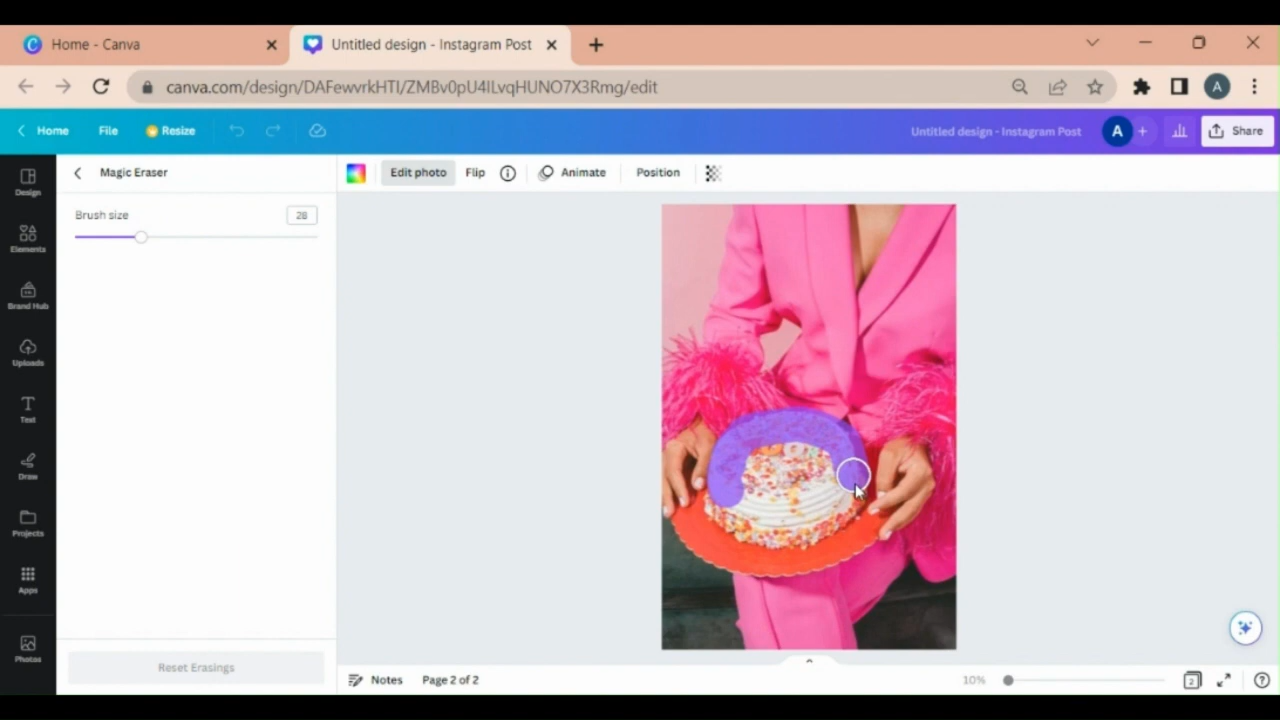 Home - Canva
Untitled design - Instagram Post
canva.com/design/DAFewvrkHTI/ZMBv0pU4ILvqHUNO7X3Rmg/edit
A
Home
File
Resize
Untitled design - Instagram Post
A
Share
Design
Elements
Brand Hub
Uploads
Text
Draw
Projects
Apps
Photos
Magic Eraser
Brush size
28
Reset Erasings
Edit photo
Flip
Animate
Position
Notes
Page 2 of 2
10%
2